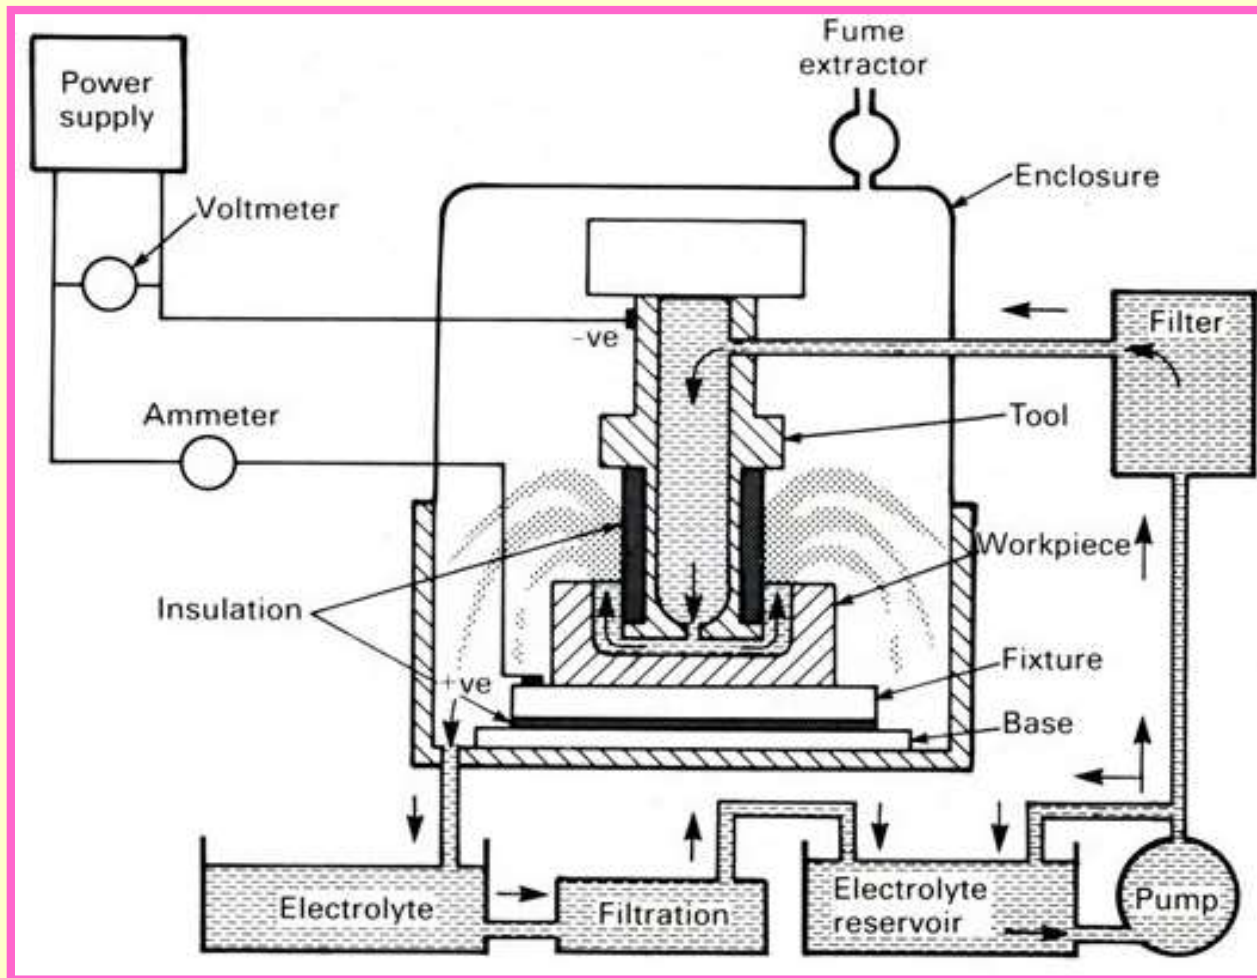 Fume
extractor
Power
supply
Enclosure
Voltmeter
Filter
-ve
Ammeter
Tool
Workpiece
Insulation
Fixture
+ve
Base
Electrolyte
Filtration
Electrolyte
reservoir
Pump